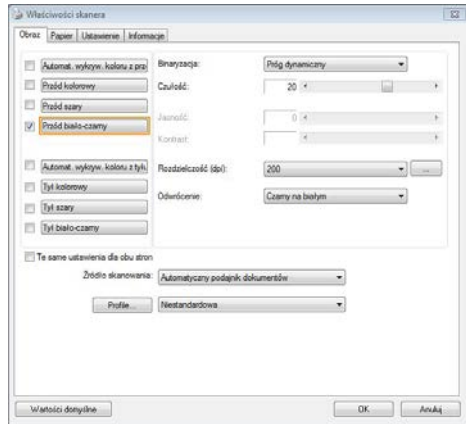 Właściwości skanera
Obraz Papier Ustawienie Informacje
Automat. wykryw. koloru z prz
Przód kolorowy
Przód szary
Przód biało-czarny
Automat. wykryw. koloru z tyłu
Tył kolorowy
Tył szary
Tył biało-czarny
Binaryzacja: Próg dynamiczny
Czułość: 20
Jasność: 0
Kontrast:
Rozdzielczość (dpi): 200 ...
Odwrócenie: Czarny na białym
Te same ustawienia dla obu stron
Źródło skanowania: Automatyczny podajnik dokumentów
Profile... Niestandardowa
Wartości domyślne OK Anuluj